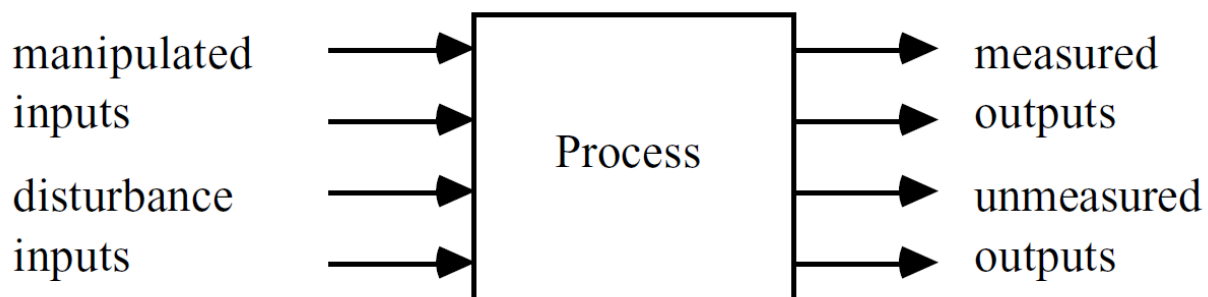 manipulated
inputs
disturbance
inputs
Process
measured
outputs
unmeasured
outputs